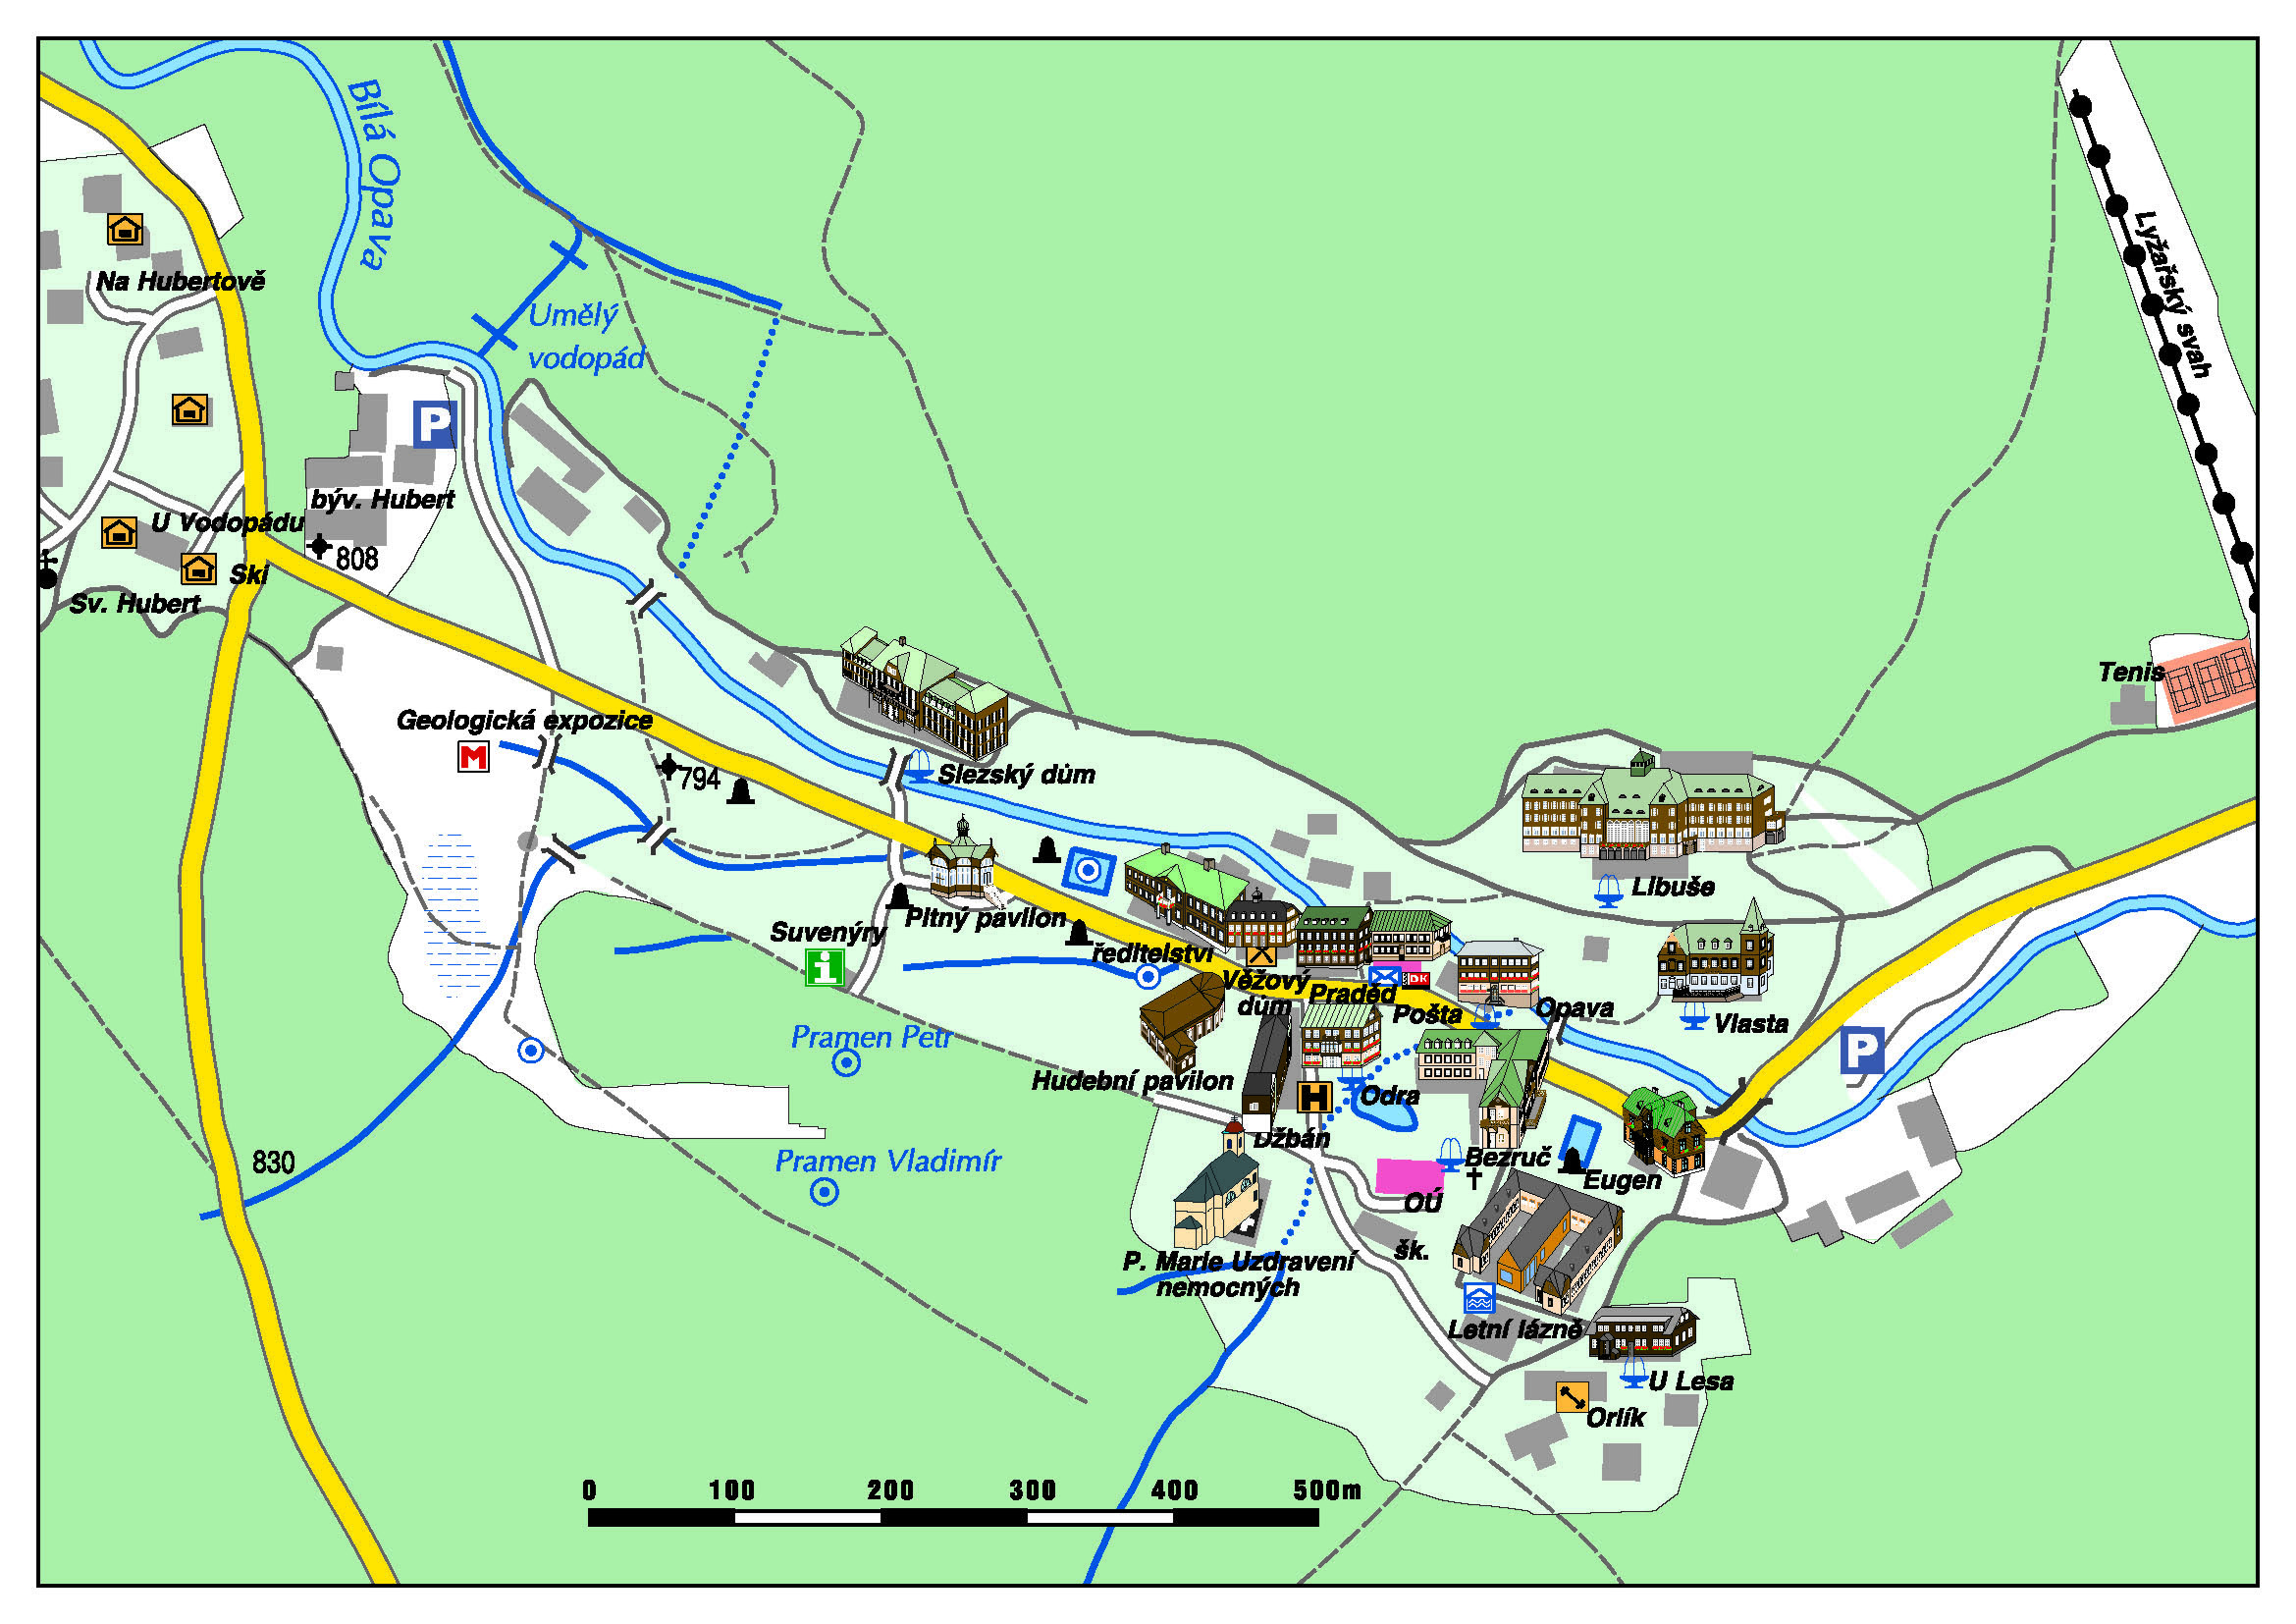 Bílá Opava
Na Hubertově
Umělý
vodopád
Lyžařský svah
P
býv. Hubert
U Vodopádu
808
Ski
Sv. Hubert
Tenis
Geologická expozice
M
794
Slezský dům
Libuše
Pitný pavilon
Suvenýry
i
ředitelství
Věžový
dům
Praděd
DK
Pošta
Opava
Vlasta
P
Pramen Petr
Hudební pavilon
H
Odra
Džbán
Pramen Vladimír
830
Bezruč
Eugen
OÚ
šk.
P. Marie Uzdravení
nemocných
Letní lázně
U Lesa
Orlík
0 100 200 300 400 500m